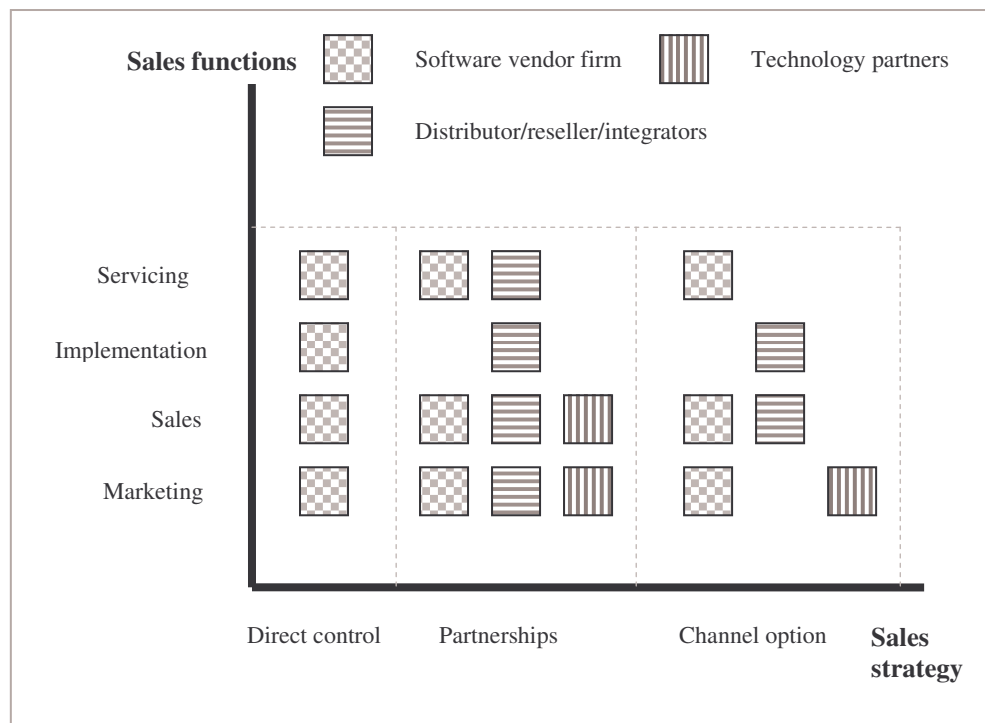 Sales functions
Software vendor firm
Technology partners
Distributor/reseller/integrators
Servicing
Implementation
Sales
Marketing
Direct control
Partnerships
Channel option
Sales
strategy